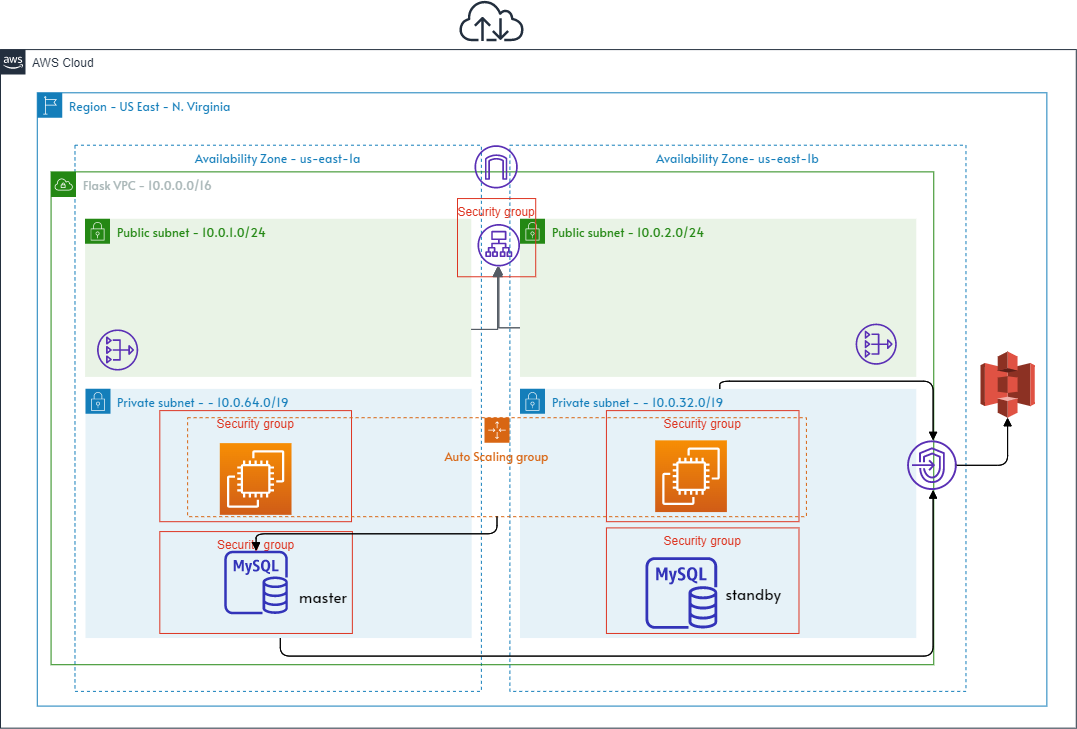 aws
AWS Cloud
Region - US East - N. Virginia
Availability Zone - us-east-1a
Availability Zone- us-east-1b
Flask VPC - 10.0.0.0/16
Security group
Public subnet - 10.0.1.0/24
Public subnet - 10.0.2.0/24
Private subnet - - 10.0.64.0/19
Private subnet - - 10.0.32.0/19
Security group
Security group
Auto Scaling group
Security group
Security group
MySQL
master
MySQL
standby